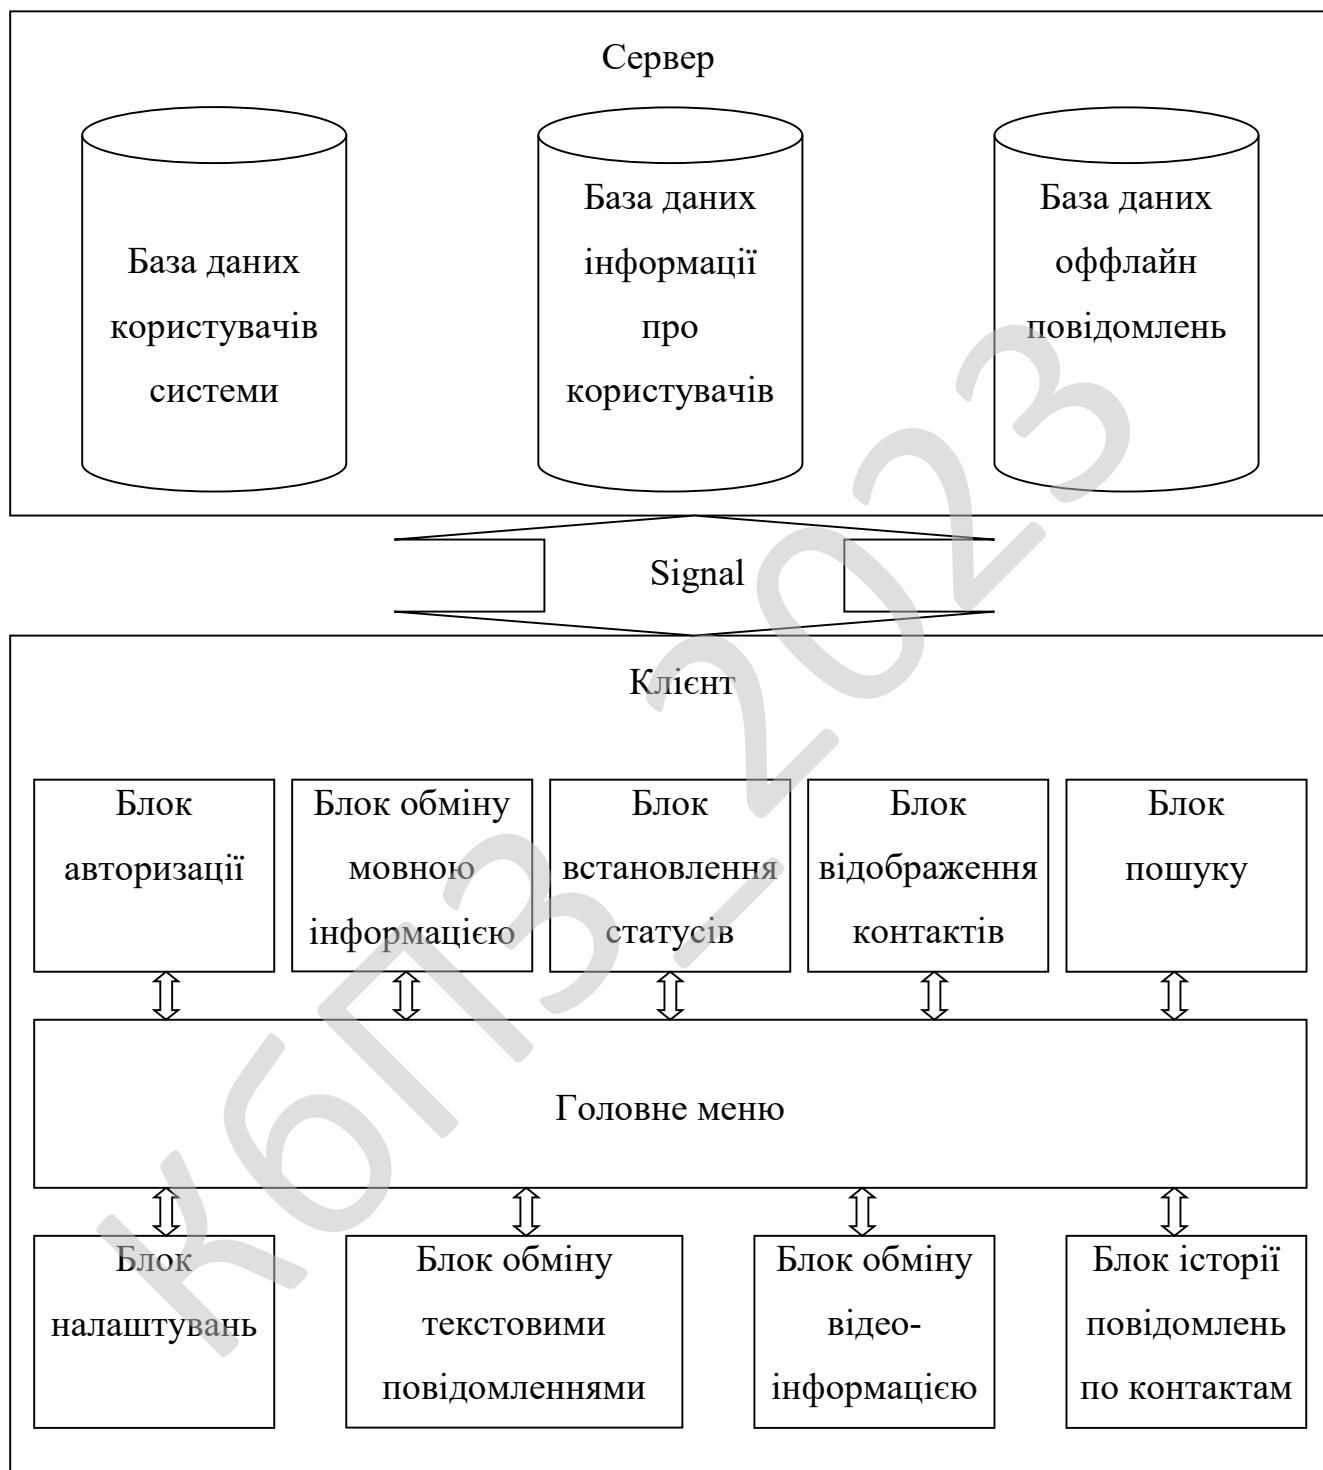 Сервер
База даних
користувачів
системи
База даних
інформації
про
користувачів
База даних
оффлайн
повідомлень
Signal
Клієнт
Блок
авторизації
Блок обміну
мовною
інформацією
Блок
встановлення
статусів
Блок
відображення
контактів
Блок
пошуку
Головне меню
Блок
налаштувань
Блок обміну
текстовими
повідомленнями
Блок обміну
відео-
інформацією
Блок історії
повідомлень
по контактам
КбПЗ_2023